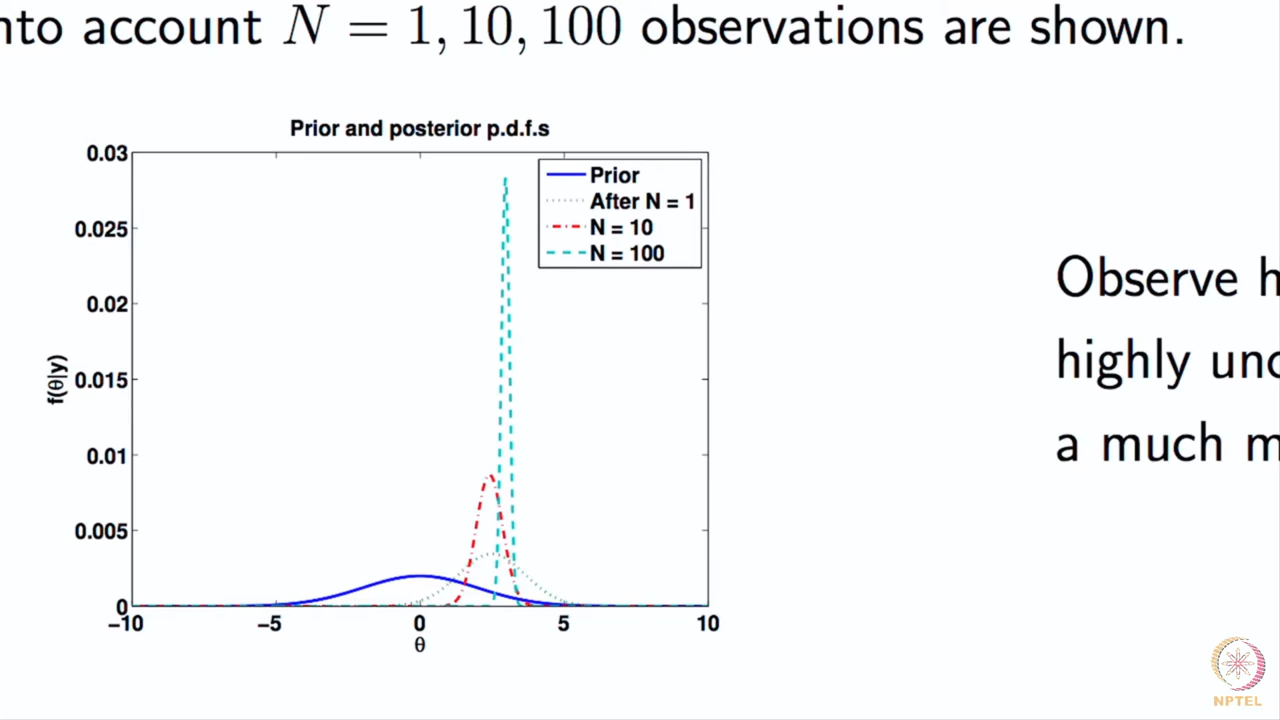 nto account N = 1, 10, 100 observations are shown.
Prior and posterior p.d.f.s
0.03
0.025
0.02
0.015
0.01
0.005
0
f(θ|y)
Prior
After N = 1
N = 10
N = 100
−10
−5
0
5
10
θ
Observe h
highly unc
a much m
NPTEL